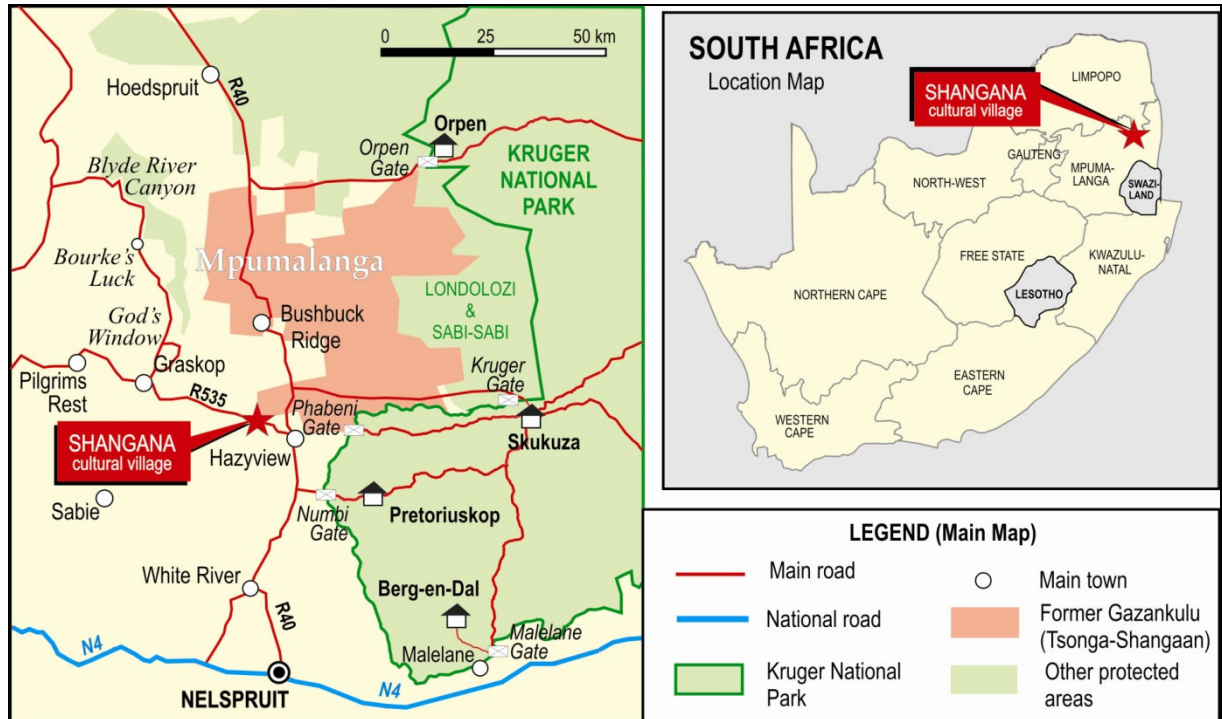 0 25 50 km
Hoedspruit
R40
Orpen
Orpen
Gate
KRUGER
NATIONAL
PARK
Blyde River
Canyon
Mpumalanga
Bourke's
Luck
LONDOLOZI
&
SABI-SABI
God's
Window
Bushbuck
Ridge
Kruger
Gate
Pilgrims
Rest
Graskop
R535
Phabeni
Gate
Skukuza
SHANGANA
cultural village
Hazyview
Sabie
Numbi
Gate
Pretoriuskop
White River
Berg-en-Dal
R40
Malelane
Gate
Malelane
N4
N4
NELSPRUIT
SOUTH AFRICA
Location Map
LIMPOPO
SHANGANA
cultural village
GAUTENG
MPUMA-
LANGA
NORTH-WEST
SWAZI-
LAND
FREE STATE
KWAZULU-
NATAL
LESOTHO
NORTHERN CAPE
EASTERN
CAPE
WESTERN
CAPE
LEGEND (Main Map)
Main road
Main town
National road
Former Gazankulu
(Tsonga-Shangaan)
Kruger National
Park
Other protected
areas